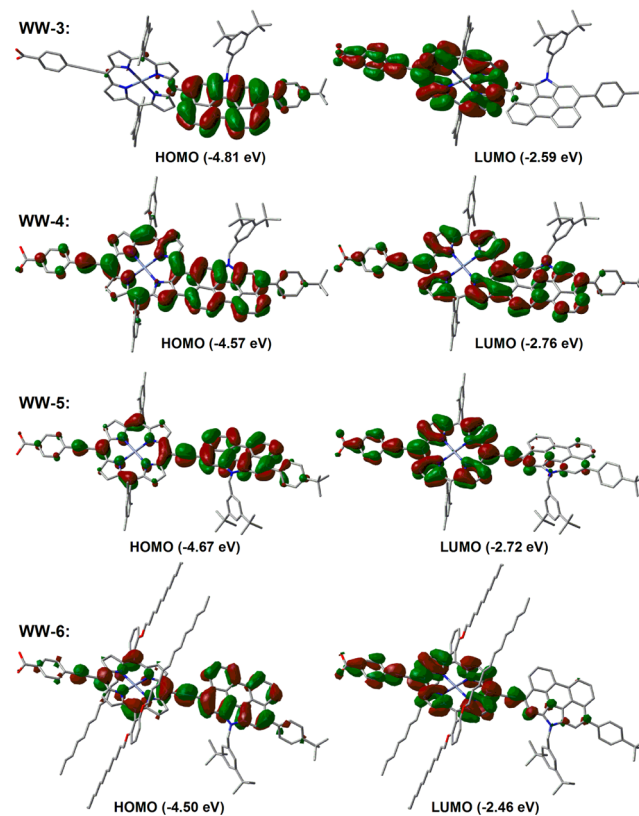 WW-3:
HOMO (-4.81 eV)
LUMO (-2.59 eV)
WW-4:
HOMO (-4.57 eV)
LUMO (-2.76 eV)
WW-5:
HOMO (-4.67 eV)
LUMO (-2.72 eV)
WW-6:
HOMO (-4.50 eV)
LUMO (-2.46 eV)